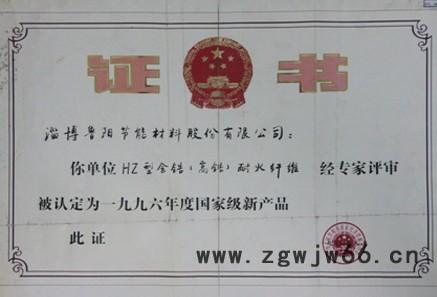 证 书
淄博鲁阳节能材料股份有限公司：
你单位 HZ型含锆（高锆）耐火纤维 经专家评审
被认定为一九九六年度国家级新产品
此证
www.zgwjw66.cn